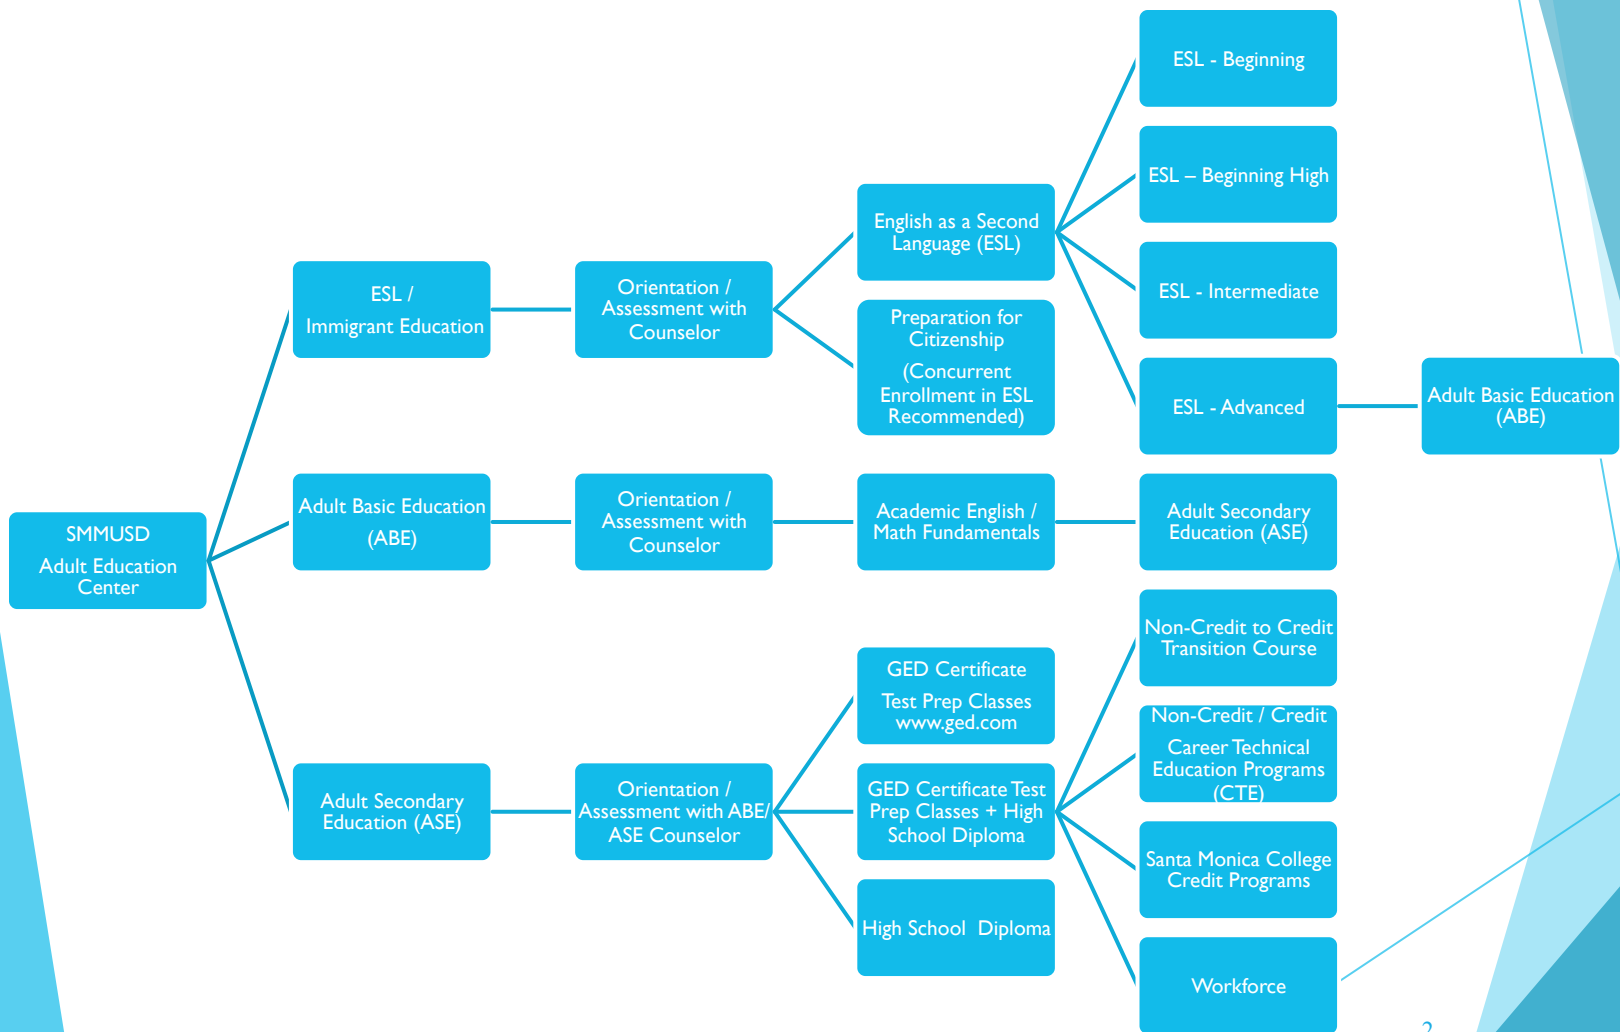 SMMUSD
Adult Education
Center
ESL /
Immigrant Education
Orientation /
Assessment with
Counselor
English as a Second
Language (ESL)
ESL - Beginning
ESL – Beginning High
ESL - Intermediate
ESL - Advanced
Adult Basic Education
(ABE)
Preparation for
Citizenship
(Concurrent
Enrollment in ESL
Recommended)
Adult Basic Education
(ABE)
Orientation /
Assessment with
Counselor
Academic English /
Math Fundamentals
Adult Secondary
Education (ASE)
Adult Secondary
Education (ASE)
Orientation /
Assessment with ABE/
ASE Counselor
GED Certificate
Test Prep Classes
www.ged.com
GED Certificate Test
Prep Classes + High
School Diploma
Non-Credit to Credit
Transition Course
Non-Credit / Credit
Career Technical
Education Programs
(CTE)
Santa Monica College
Credit Programs
Workforce
High School Diploma
2